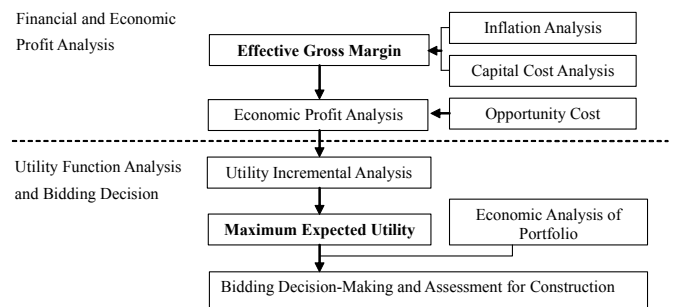 Financial and Economic
Profit Analysis
Inflation Analysis
Effective Gross Margin
Capital Cost Analysis
Economic Profit Analysis
Opportunity Cost
Utility Function Analysis
and Bidding Decision
Utility Incremental Analysis
Maximum Expected Utility
Economic Analysis of
Portfolio
Bidding Decision-Making and Assessment for Construction